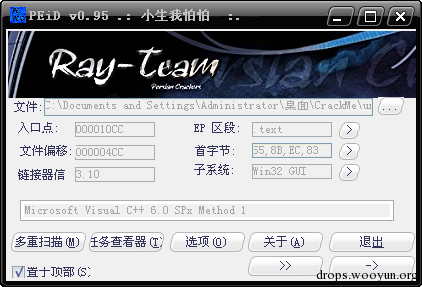 PEiD v0.95 .: 小生我怕怕 :.
Ray-Team
Persian Crackers
文件: C:\Documents and Settings\Administrator\桌面\CrackMe\u ...
入口点: 000010CC EP 区段: .text >
文件偏移: 000004CC 首字节: 55,8B,EC,83 >
链接器信 3.10 子系统: Win32 GUI >
Microsoft Visual C++ 6.0 SPx Method 1
多重扫描(M) 任务查看器(T) 选项(O) 关于(A) 退出
置于顶部(S) >> ->
drops.wooyun.org